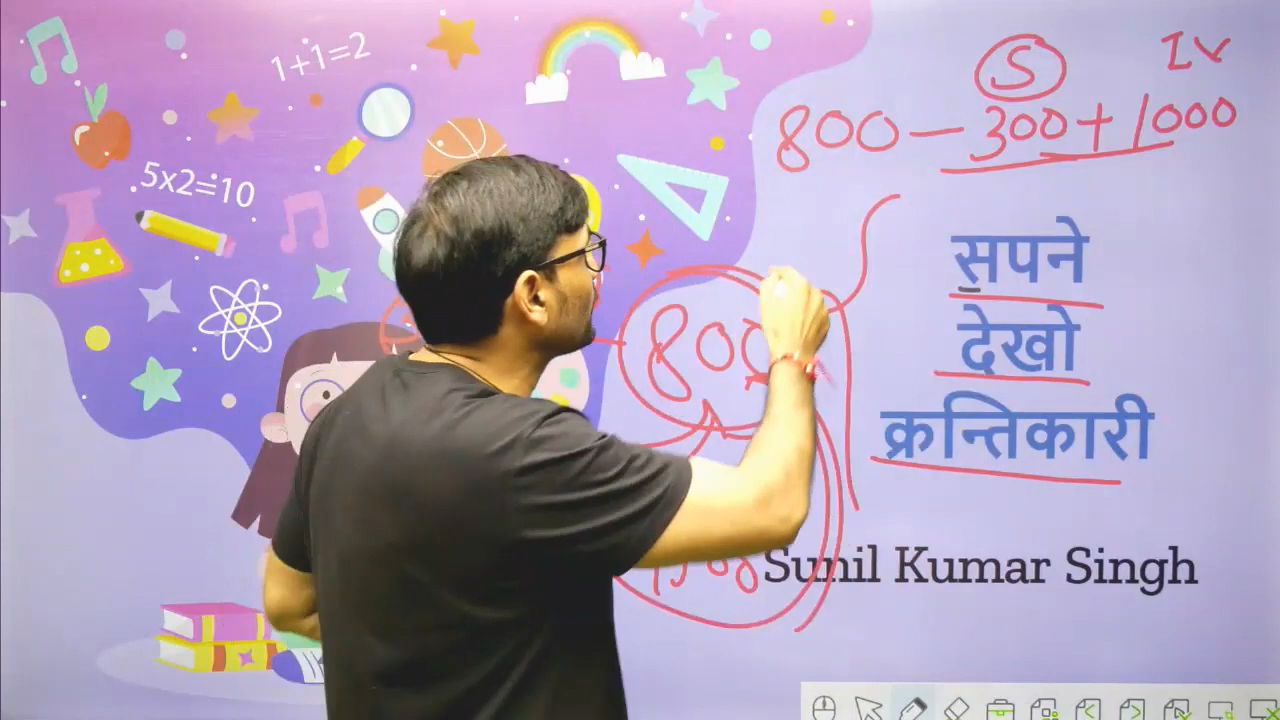 1+1=2
5x2=10
S
IV
800 - 300 + 1000
सपने
देखो
क्रन्तिकारी
800
Sunil Kumar Singh